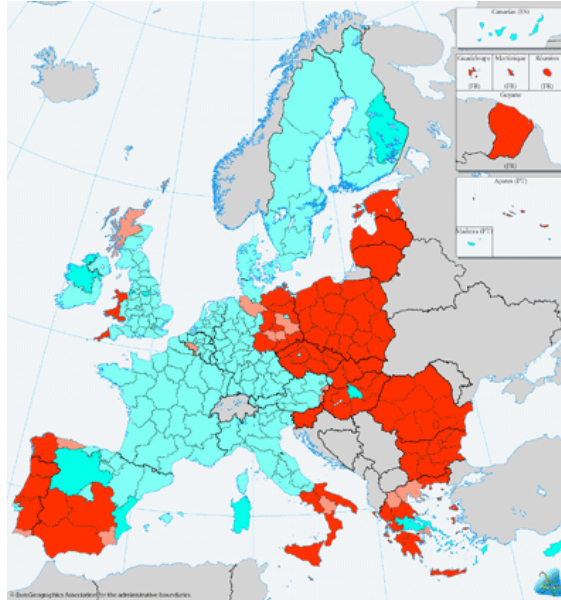 Canarias (ES)
Guadeloupe Martinique Réunion
(FR) (FR) (FR)
Guyane
(FR)
Açores (PT)
Madeira (PT)
© EuroGeographics Association for the administrative boundaries